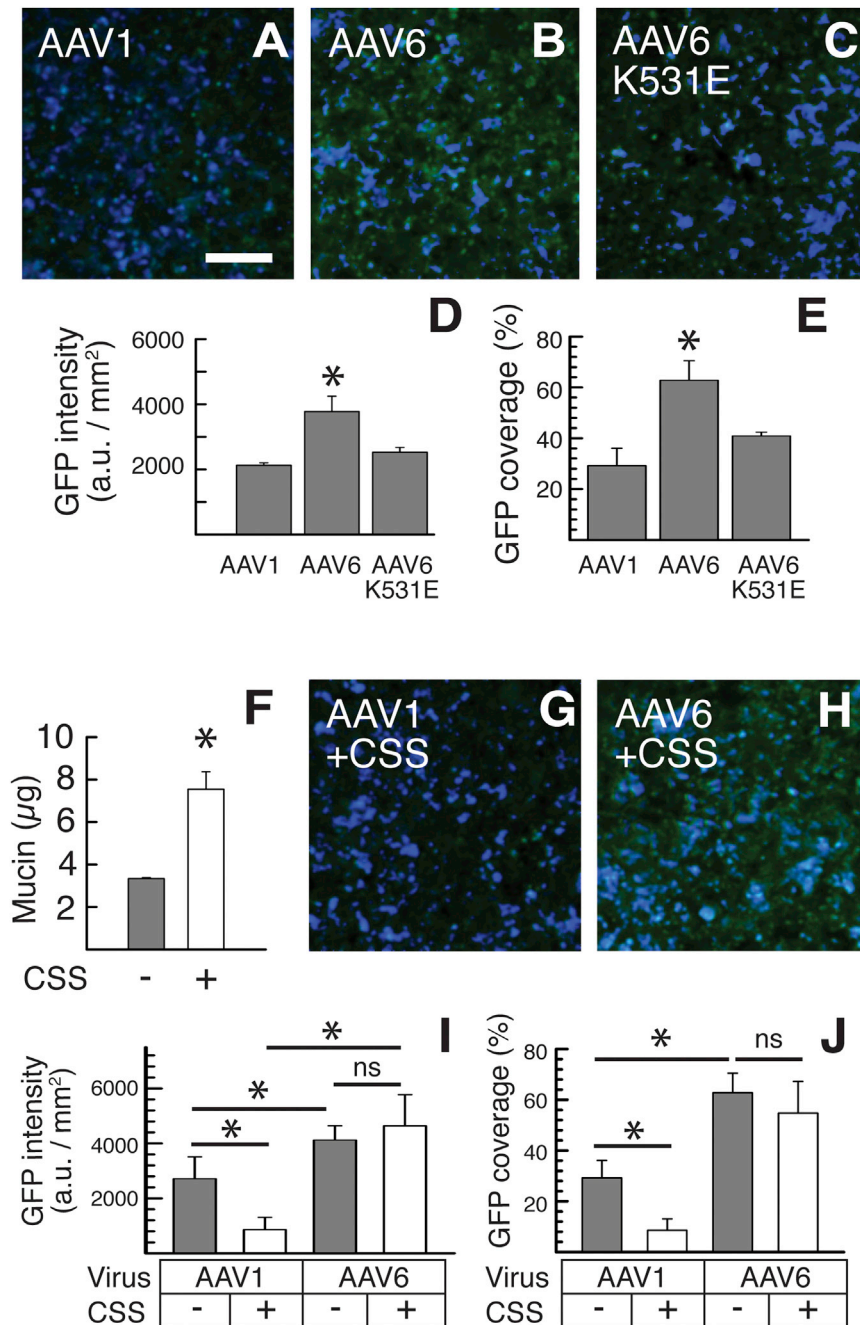 AAV1 A
AAV6 B
AAV6
K531E C
D
GFP intensity
(a.u. / mm²)
6000
4000
2000
*
AAV1 AAV6 AAV6
K531E
E
GFP coverage (%)
80
60
40
20
*
AAV1 AAV6 AAV6
K531E
F
Mucin (µg)
10
8
6
4
2
*
CSS - +
AAV1
+CSS G
AAV6
+CSS H
I
GFP intensity
(a.u. / mm²)
6000
4000
2000
*
*
ns
*
Virus AAV1 AAV6
CSS - + - +
J
GFP coverage (%)
80
60
40
20
*
ns
*
Virus AAV1 AAV6
CSS - + - +